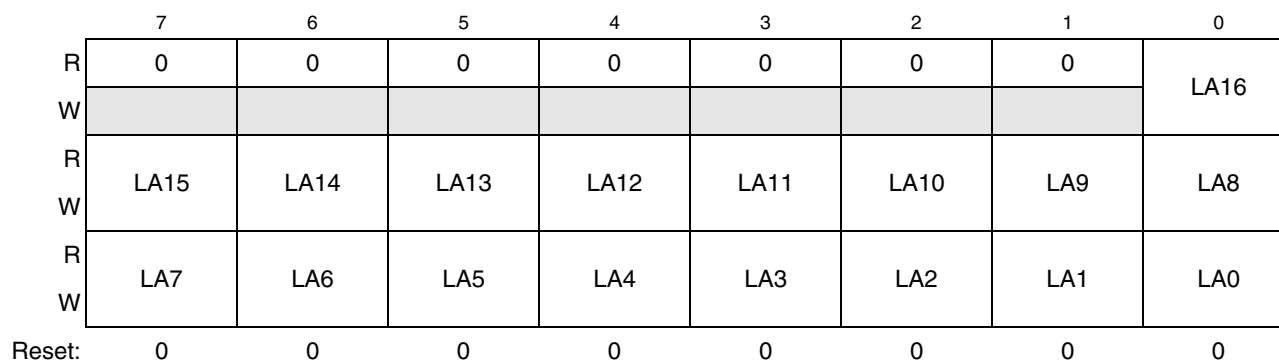 7 6 5 4 3 2 1 0
R 0 0 0 0 0 0 0 LA16
W
R LA15 LA14 LA13 LA12 LA11 LA10 LA9 LA8
W
R LA7 LA6 LA5 LA4 LA3 LA2 LA1 LA0
W
Reset: 0 0 0 0 0 0 0 0